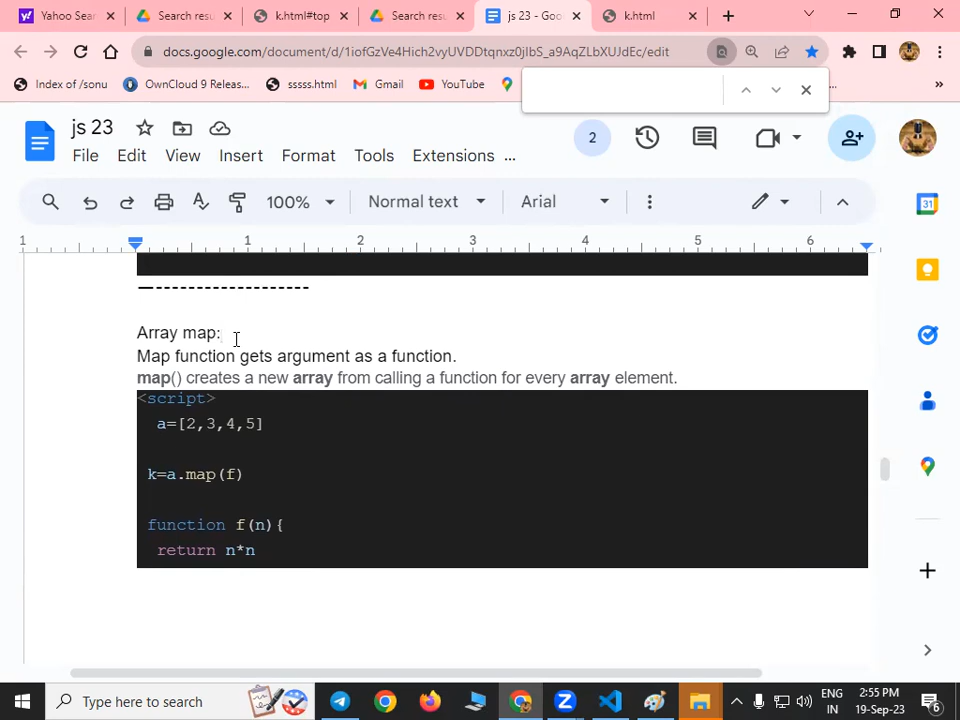 Yahoo Sear
Search resu
k.html#top
Search resu
js 23 - Goo
k.html
docs.google.com/document/d/1iofGzVe4Hich2vyUVDDtqnxz0jIbS_a9AqZLbXUJdEc/edit
Index of /sonu
OwnCloud 9 Releas...
sssss.html
Gmail
YouTube
»
js 23
2
File Edit View Insert Format Tools Extensions ...
100%
Normal text
Arial
31
1 1 2 3 4 5 6
—-------------------
Array map:
Map function gets argument as a function.
map() creates a new array from calling a function for every array element.
<script>
a=[2,3,4,5]
k=a.map(f)
function f(n){
return n*n
Type here to search
ENG
IN
2:55 PM
19-Sep-23
6